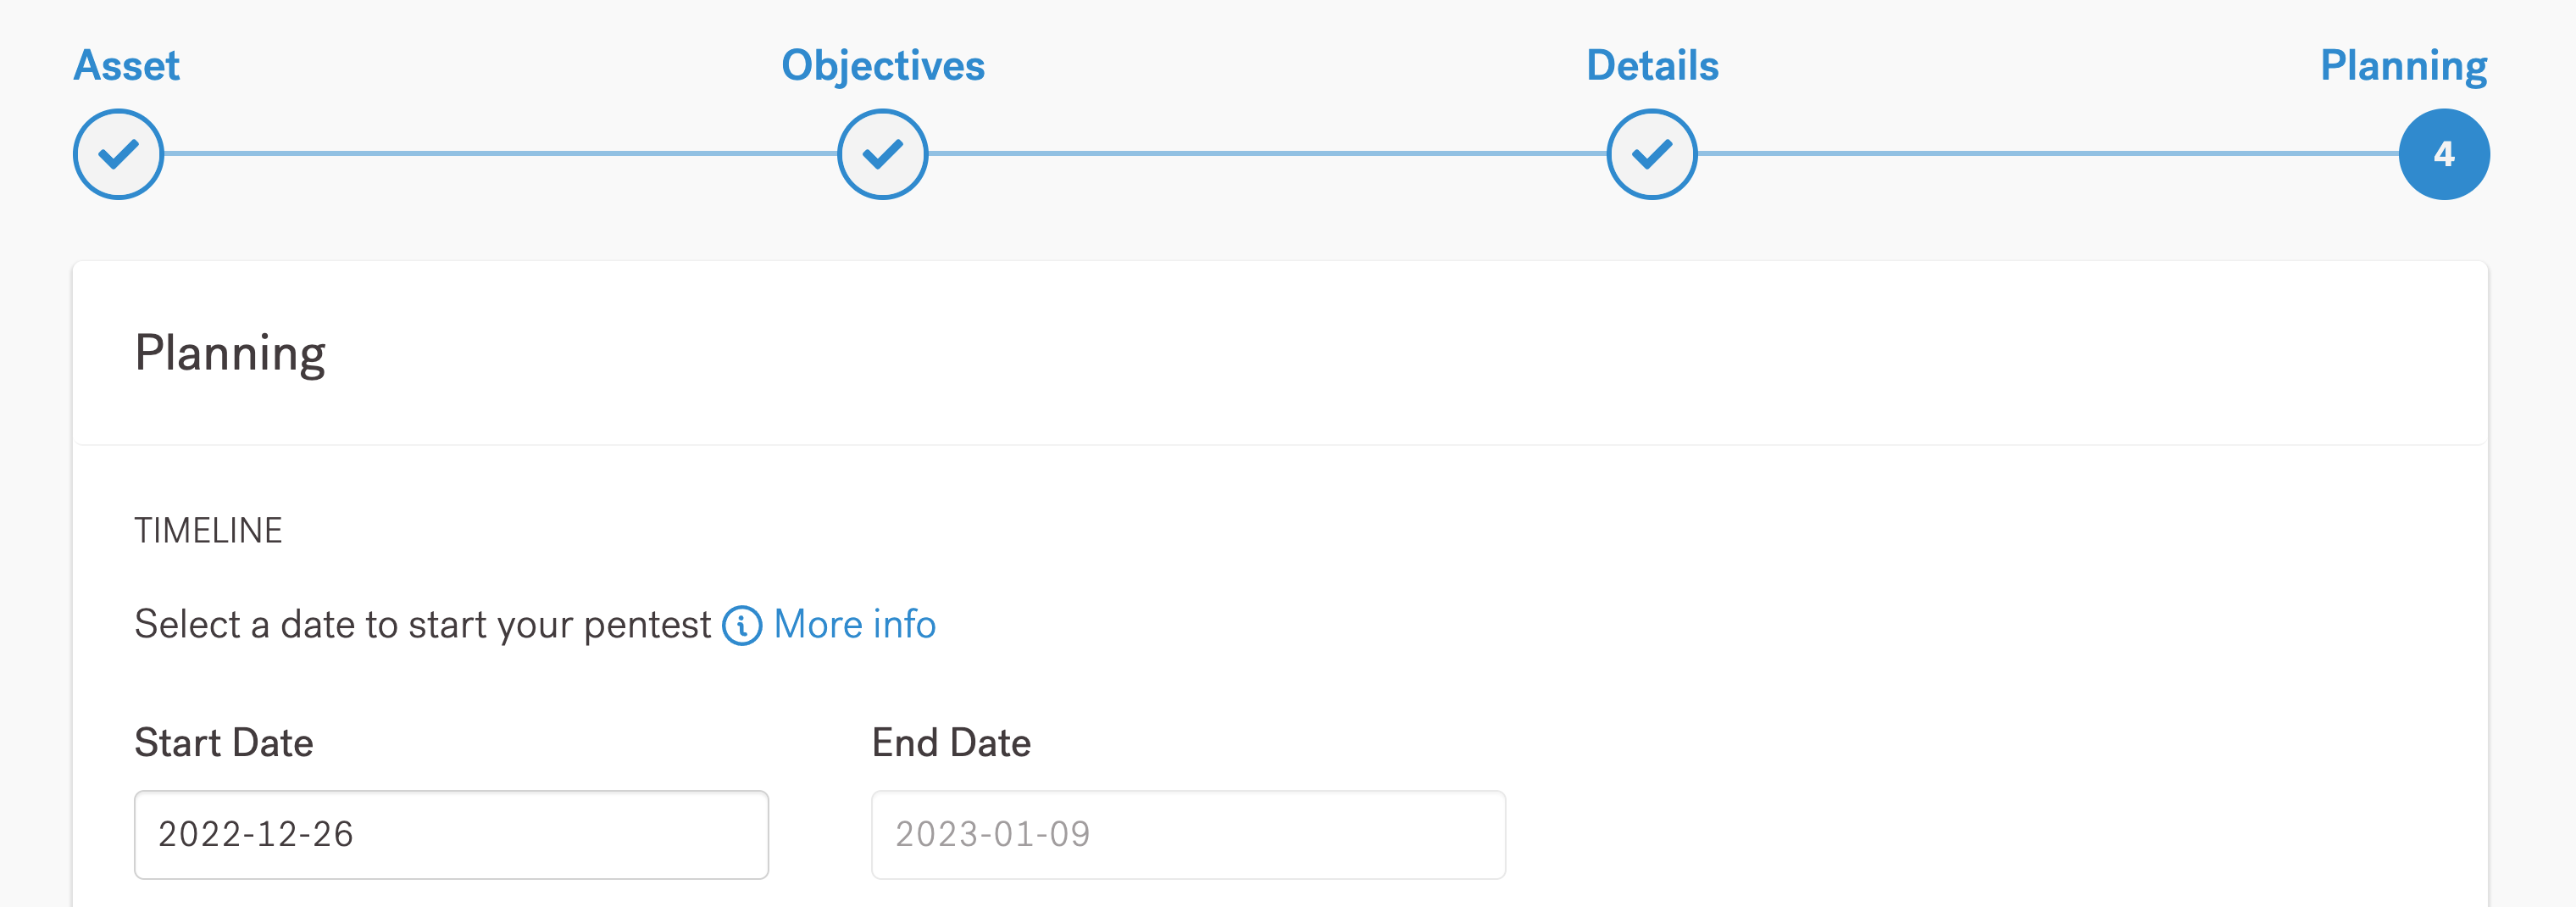 Asset Objectives Details Planning
4
Planning
TIMELINE
Select a date to start your pentest More info
Start Date End Date
2022-12-26 2023-01-09